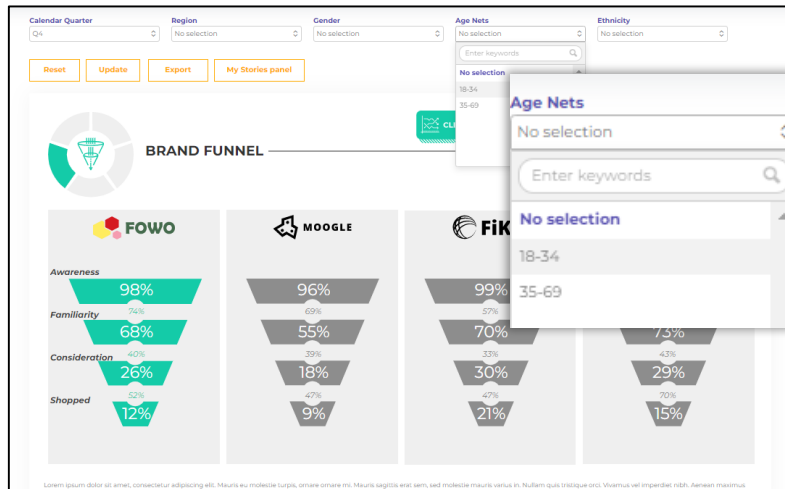 Calendar Quarter Region Gender Age Nets Ethnicity
Q4 No selection No selection No selection No selection
Enter keywords
Reset Update Export My Stories panel
No selection
18-34
35-69
Age Nets
No selection
Enter keywords
No selection
18-34
35-69
BRAND FUNNEL
FOWO MOOGLE
Awareness
98% 96% 99%
74% 69% 57%
Familiarity
68% 55% 70% 73%
40% 39% 33% 43%
Consideration
26% 18% 30% 29%
52% 47% 47% 70%
Shopped
12% 9% 21% 15%
Lorem ipsum dolor sit amet, consectetur adipiscing elit. Mauris eu molestie turpis, ornare ornare mi. Mauris sagittis erat sem, sed molestie mauris varius in. Nullam quis tristique orci. Vivamus vel imperdiet nibh. Aenean maximus